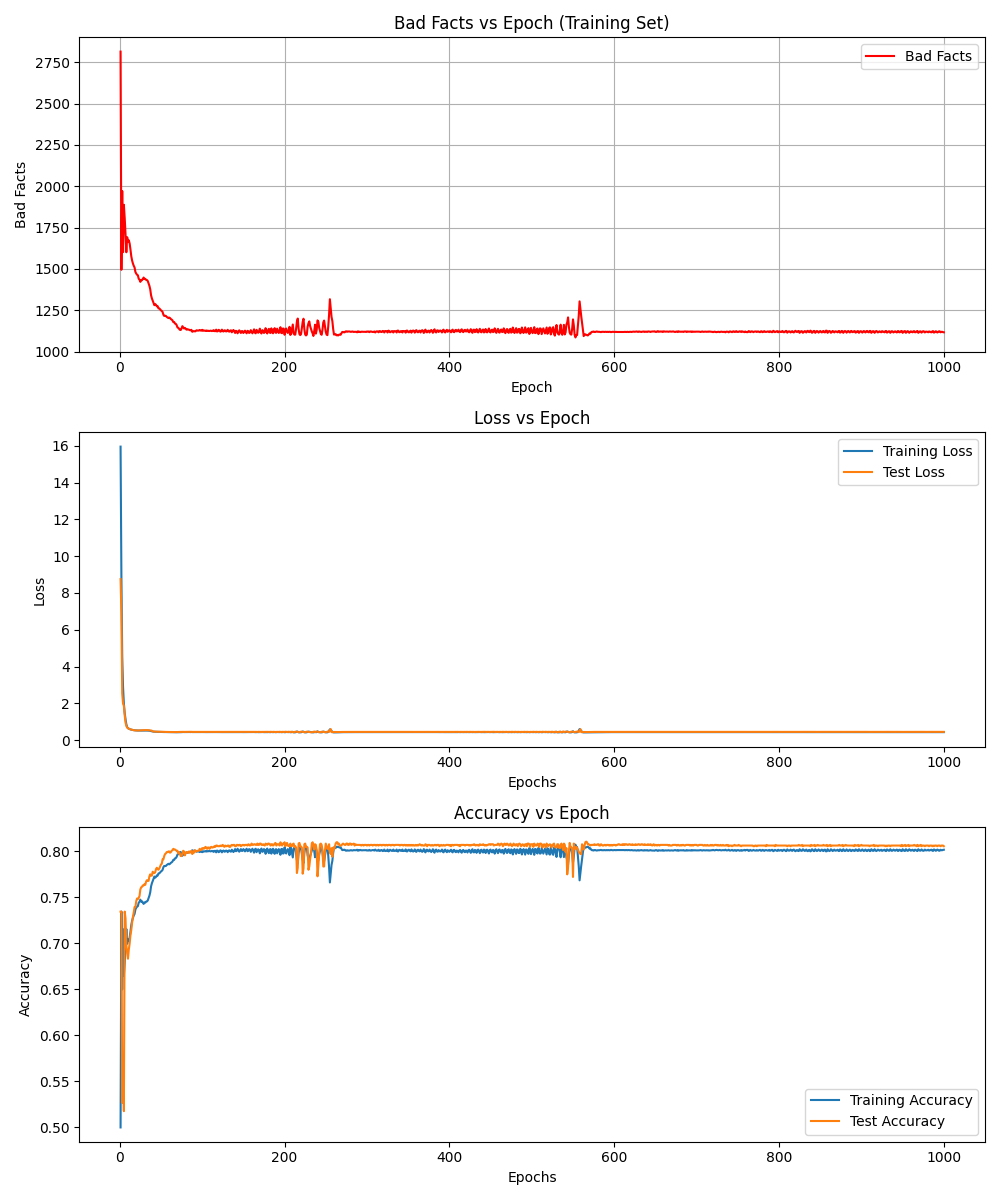 Bad Facts vs Epoch (Training Set)
Bad Facts
2750
2500
2250
2000
1750
1500
1250
1000
Bad Facts
0 200 400 600 800 1000
Epoch
Loss vs Epoch
Training Loss
Test Loss
16
14
12
10
8
6
4
2
0
Loss
0 200 400 600 800 1000
Epochs
Accuracy vs Epoch
0.80
0.75
0.70
0.65
0.60
0.55
0.50
Accuracy
Training Accuracy
Test Accuracy
0 200 400 600 800 1000
Epochs